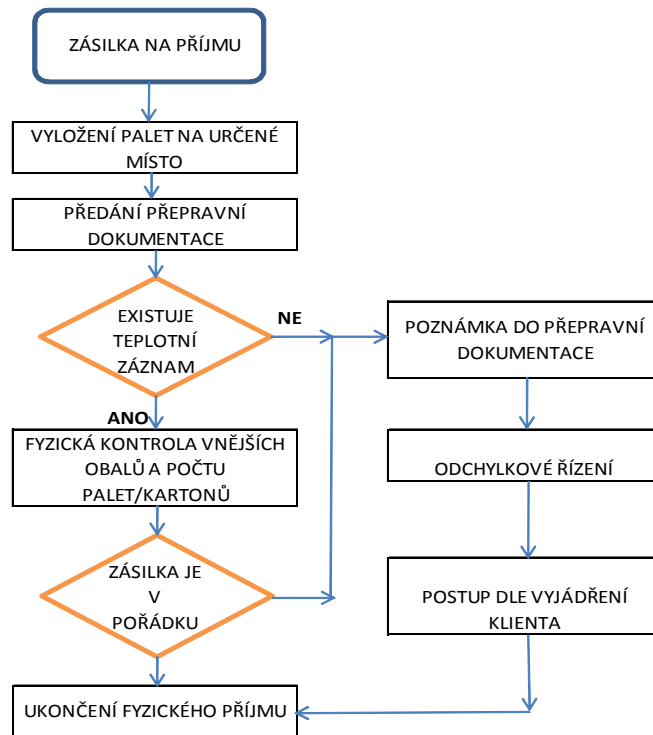 ZÁSILKA NA PŘÍJMU
VYLOŽENÍ PALET NA URČENÉ
MÍSTO
PŘEDÁNÍ PŘEPRAVNÍ
DOKUMENTACE
EXISTUJE
TEPLOTNÍ
ZÁZNAM
NE
POZNÁMKA DO PŘEPRAVNÍ
DOKUMENTACE
ANO
FYZICKÁ KONTROLA VNĚJŠÍCH
OBALŮ A POČTU
PALET/KARTONŮ
ODCHYLKOVÉ ŘÍZENÍ
ZÁSILKA JE
V
POŘÁDKU
POSTUP DLE VYJÁDŘENÍ
KLIENTA
UKONČENÍ FYZICKÉHO PŘÍJMU